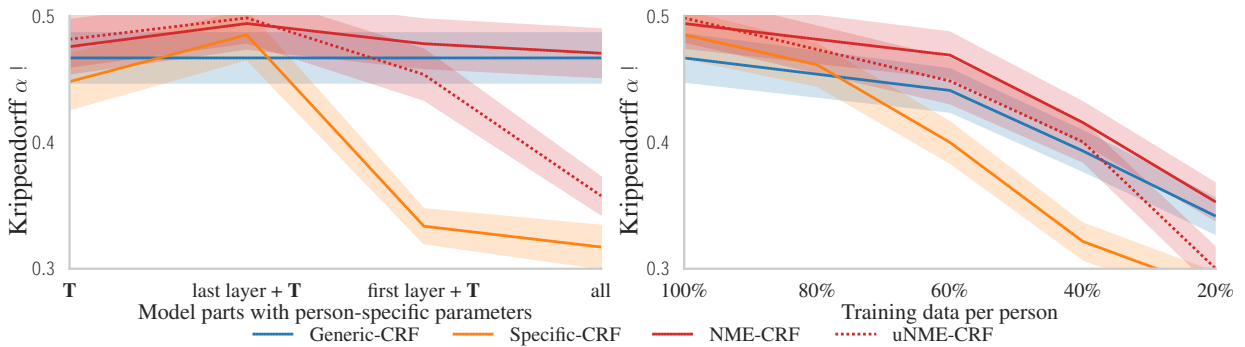 0.5
0.4
0.3
Krippendorff α !
T
last layer + T
first layer + T
all
Model parts with person-specific parameters
0.5
0.4
0.3
Krippendorff α !
100%
80%
60%
40%
20%
Training data per person
Generic-CRF
Specific-CRF
NME-CRF
uNME-CRF